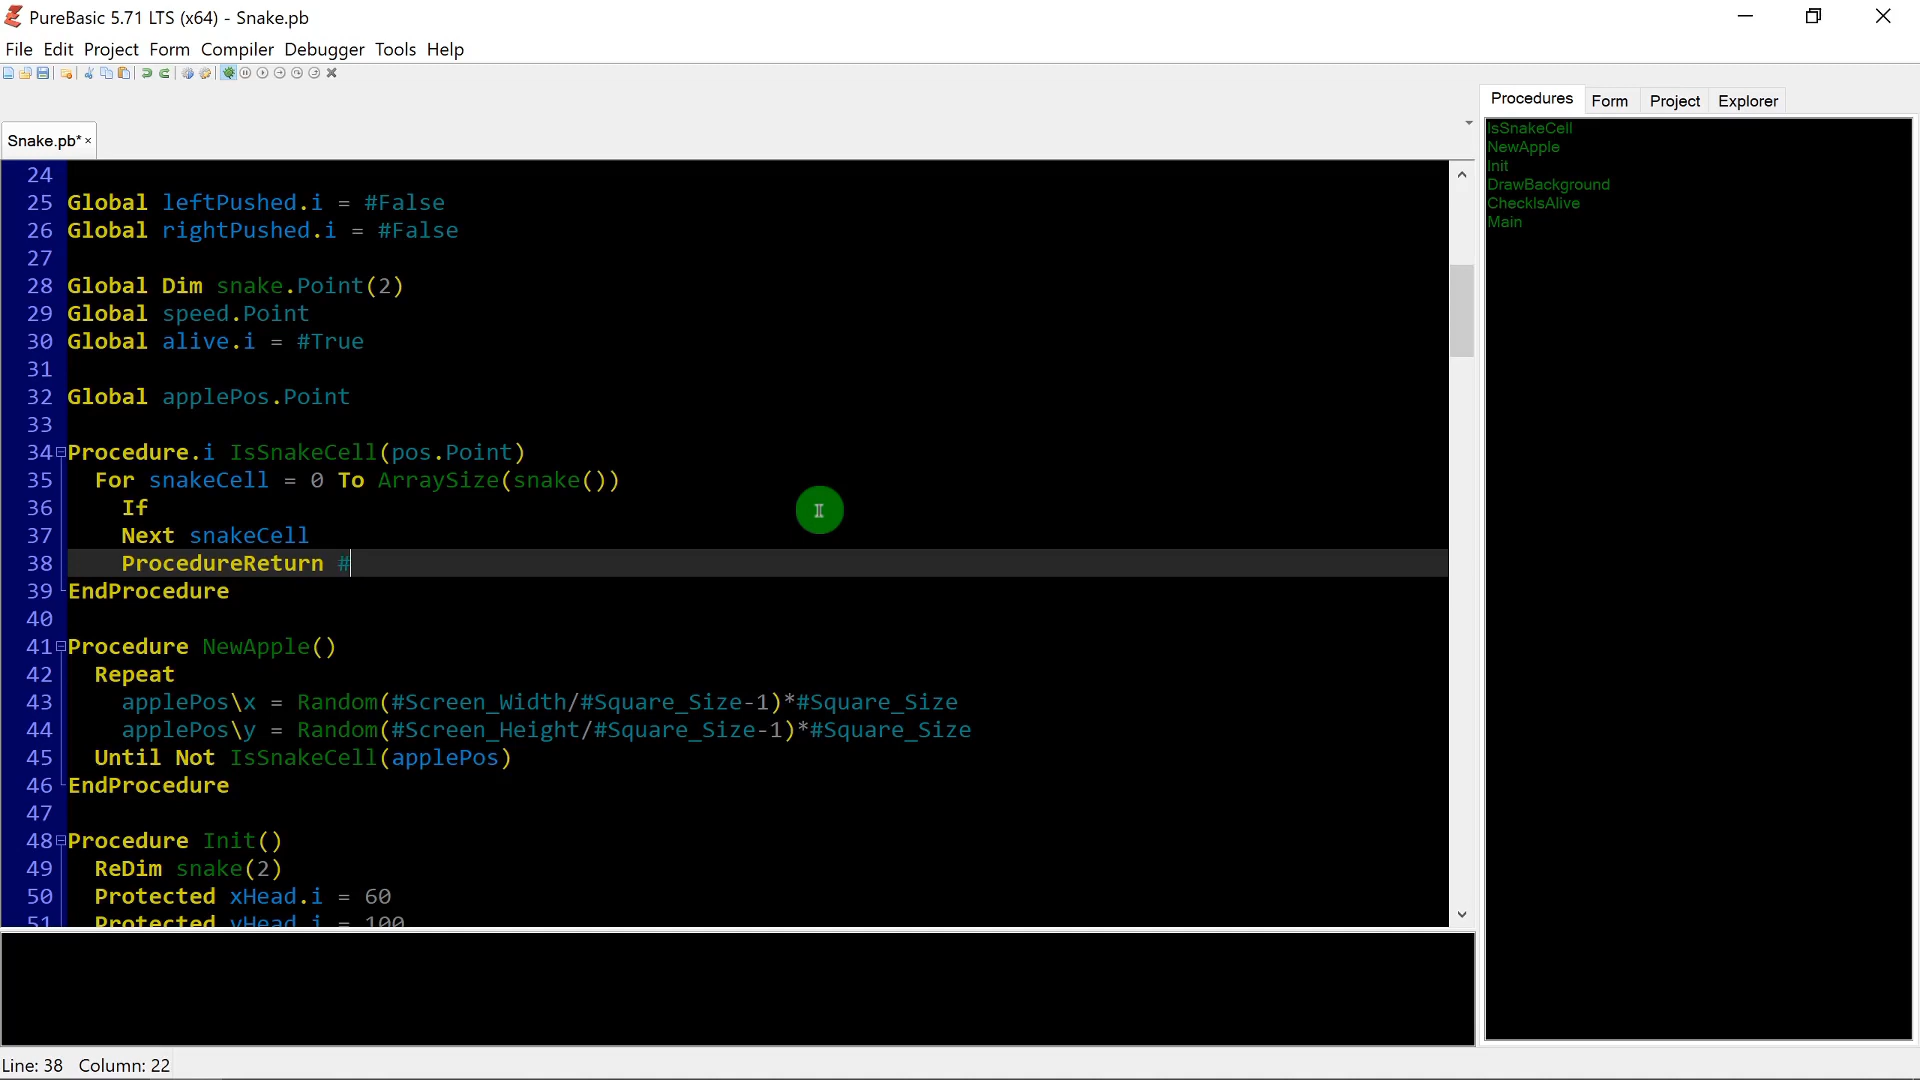 PureBasic 5.71 LTS (x64) - Snake.pb
File Edit Project Form Compiler Debugger Tools Help
Procedures Form Project Explorer
Snake.pb*
IsSnakeCell
NewApple
Init
DrawBackground
CheckIsAlive
Main
24
25 Global leftPushed.i = #False
26 Global rightPushed.i = #False
27
28 Global Dim snake.Point(2)
29 Global speed.Point
30 Global alive.i = #True
31
32 Global applePos.Point
33
34 Procedure.i IsSnakeCell(pos.Point)
35   For snakeCell = 0 To ArraySize(snake())
36     If
37     Next snakeCell
38     ProcedureReturn #
39 EndProcedure
40
41 Procedure NewApple()
42   Repeat
43     applePos\x = Random(#Screen_Width/#Square_Size-1)*#Square_Size
44     applePos\y = Random(#Screen_Height/#Square_Size-1)*#Square_Size
45   Until Not IsSnakeCell(applePos)
46 EndProcedure
47
48 Procedure Init()
49   ReDim snake(2)
50   Protected xHead.i = 60
51   Protected yHead.i = 100
Line: 38 Column: 22